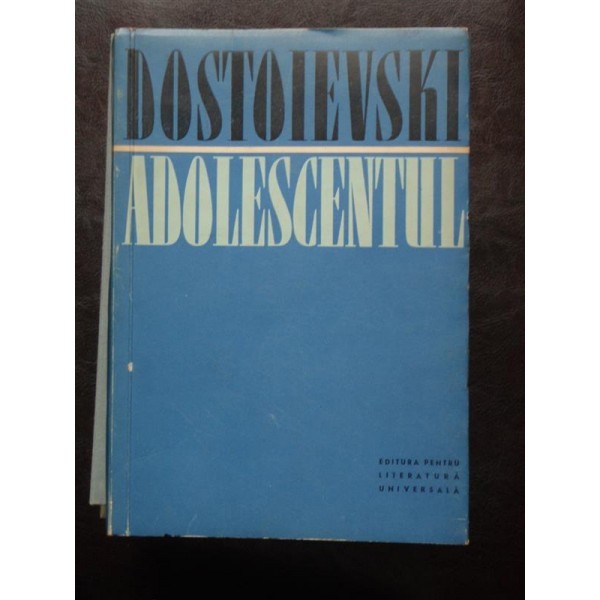 DOSTOIEVSKI
ADOLESCENTUL
EDITURA PENTRU
LITERATURĂ
UNIVERSALĂ